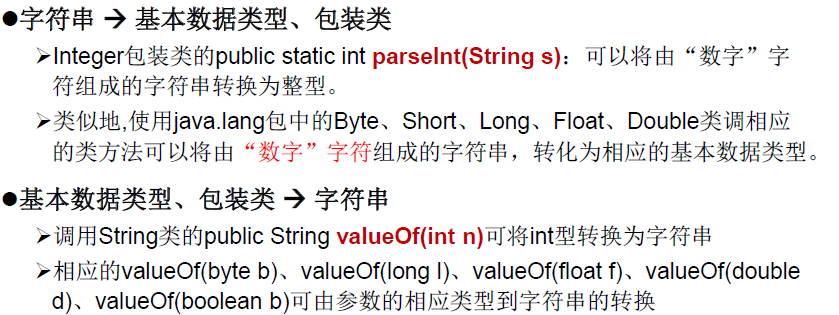 ●字符串 → 基本数据类型、包装类
➢Integer包装类的public static int parseInt(String s)：可以将由“数字”字
符组成的字符串转换为整型。
➢类似地,使用java.lang包中的Byte、Short、Long、Float、Double类调相应
的类方法可以将由“数字”字符组成的字符串，转化为相应的基本数据类型。
●基本数据类型、包装类 → 字符串
➢调用String类的public String valueOf(int n)可将int型转换为字符串
➢相应的valueOf(byte b)、valueOf(long l)、valueOf(float f)、valueOf(double
d)、valueOf(boolean b)可由参数的相应类型到字符串的转换